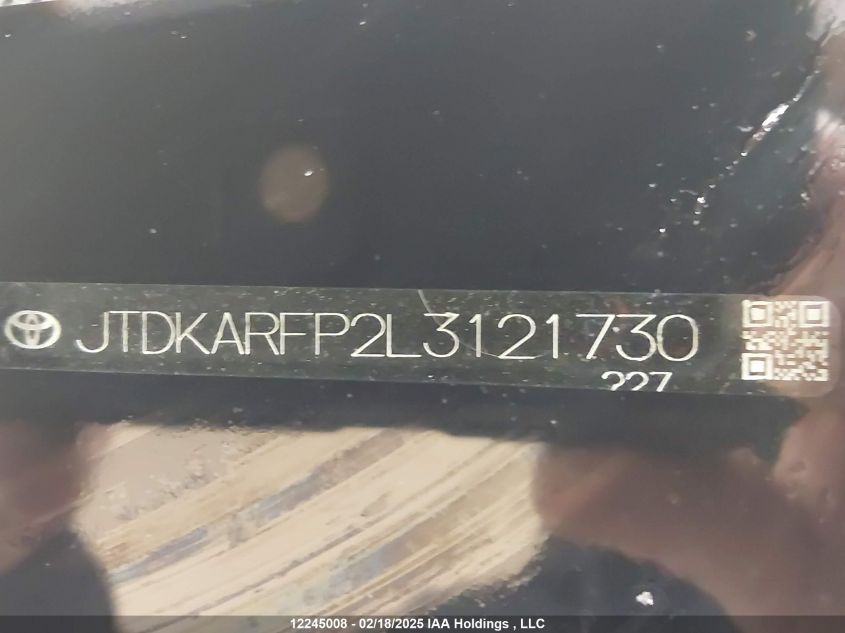 JTDKARFP2L3121730
227
12245008 - 02/18/2025 IAA Holdings , LLC